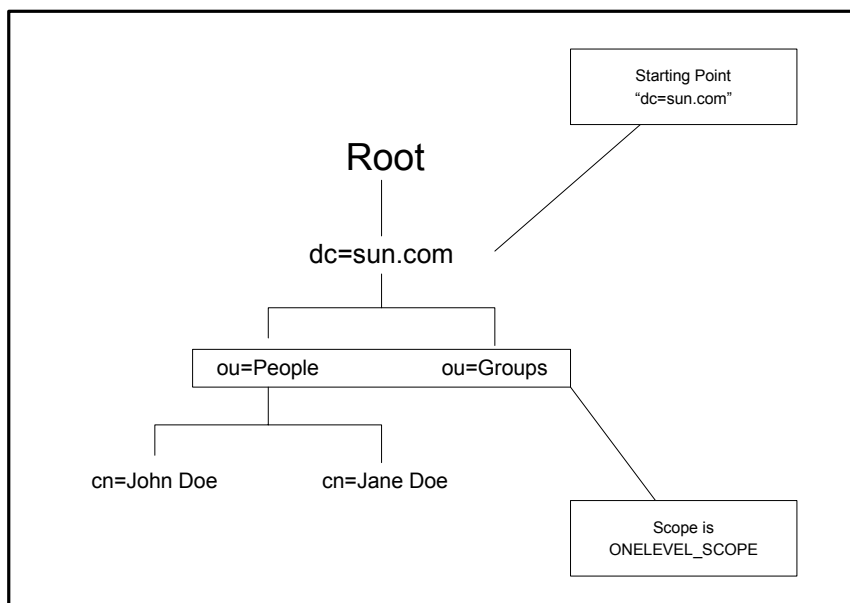 Starting Point
“dc=sun.com”
Root
dc=sun.com
ou=People
ou=Groups
cn=John Doe
cn=Jane Doe
Scope is
ONELEVEL_SCOPE